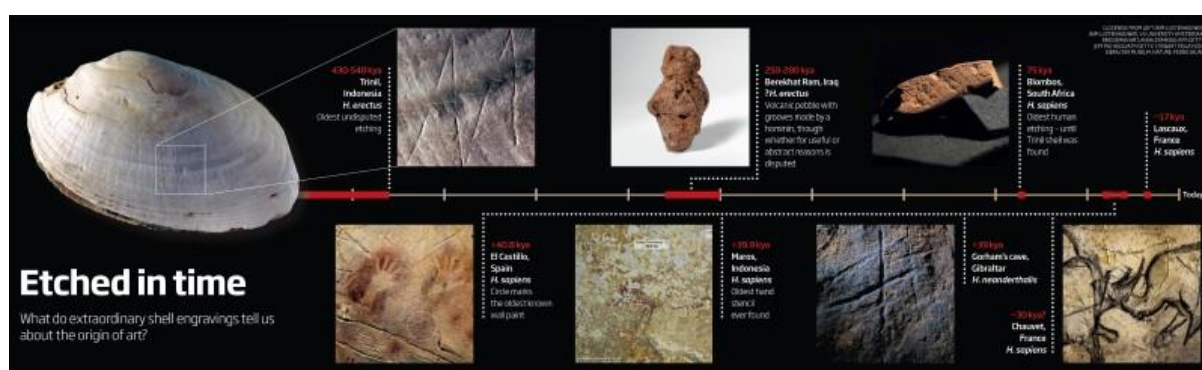 430-540 kya
Trinil,
Indonesia
H. erectus
Oldest undisputed
etching
250-280 kya
Berekhat Ram, Iraq
?H. erectus
Volcanic pebble with
grooves made by a
hominin, though
whether for useful or
abstract reasons is
disputed
75 kya
Blombos,
South Africa
H. sapiens
Oldest human
etching - until
Trinil shell was
found
~17 kya
Lascaux,
France
H. sapiens
Today
Etched in time
What do extraordinary shell engravings tell us
about the origin of art?
+40.8 kya
El Castillo,
Spain
H. sapiens
Circle marks
the oldest known
wall paint
+39.9 kya
Maros,
Indonesia
H. sapiens
Oldest hand
stencil
ever found
+39 kya
Gorham's cave,
Gibraltar
H. neanderthalis
~30 kya?
Chauvet,
France
H. sapiens